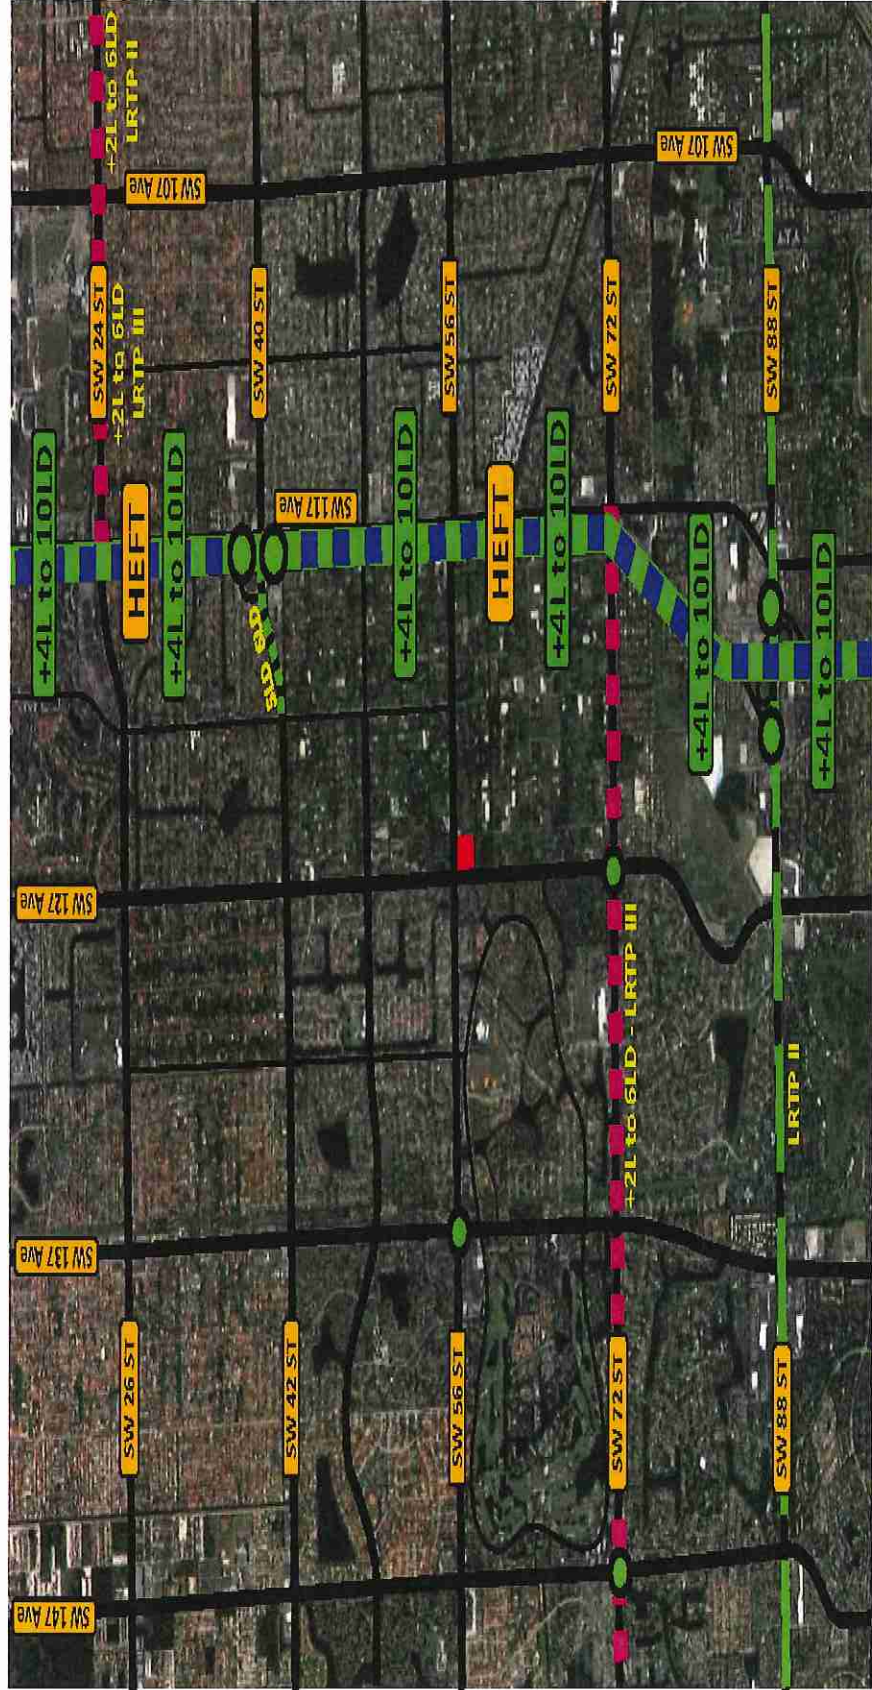 +2L to 6LD
LRTP II
SW 107 Ave
SW 107 Ave
SW 24 ST
+2L to 6LD
LRTP III
SW 40 ST
SW 56 ST
SW 72 ST
SW 88 ST
+4L to 10LD
HEFT
+4L to 10LD
SW 117 Ave
+4L to 10LD
HEFT
+4L to 10LD
+4L to 10LD
+4L to 10LD
SW 127 Ave
+2L to 6LD - LRTP III
LRTP II
SW 137 Ave
SW 26 ST
SW 42 ST
SW 56 ST
SW 72 ST
SW 88 ST
SW 147 Ave